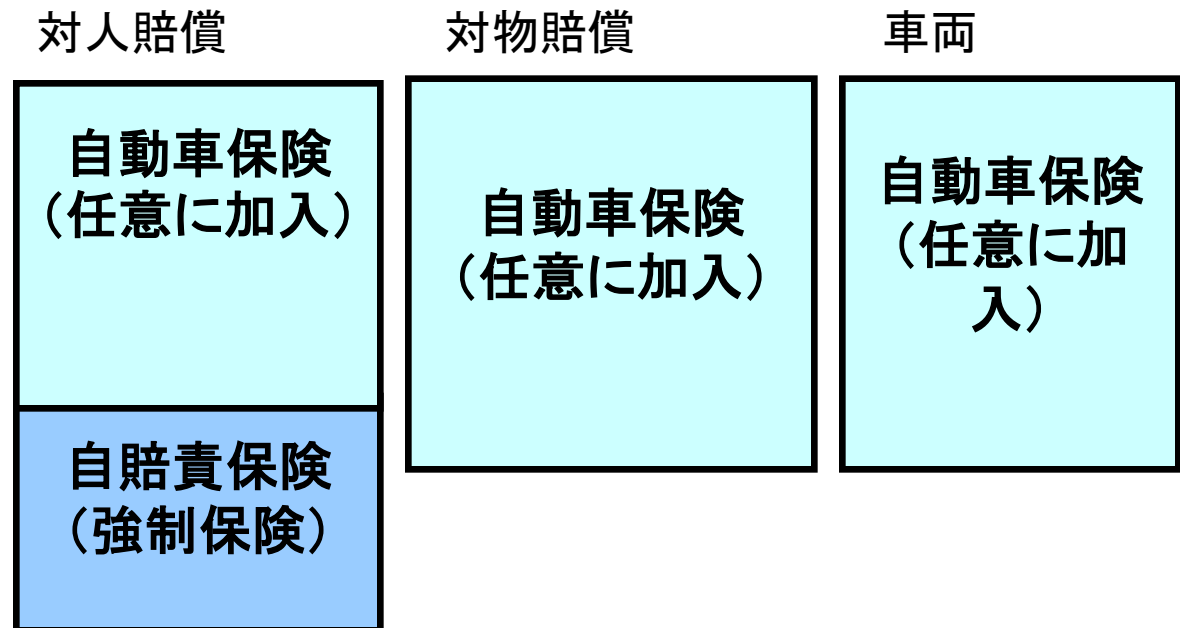 対人賠償
対物賠償
車両
自動車保険
（任意に加入）
自賠責保険
（強制保険）
自動車保険
（任意に加入）
自動車保険
（任意に加
入）